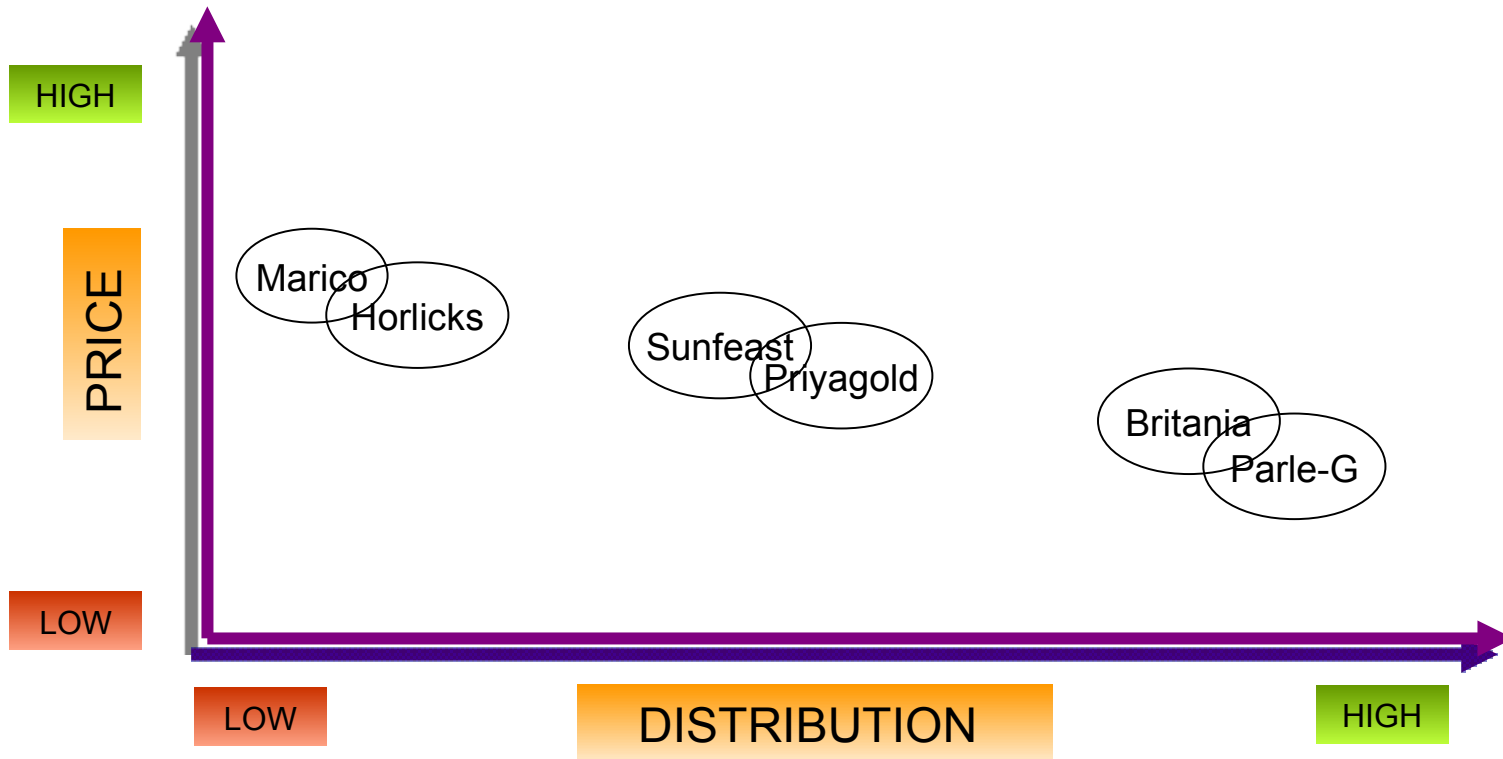 HIGH
PRICE
Marico
Horlicks
Sunfeast
Priyagold
Britania
Parle-G
LOW
LOW
DISTRIBUTION
HIGH